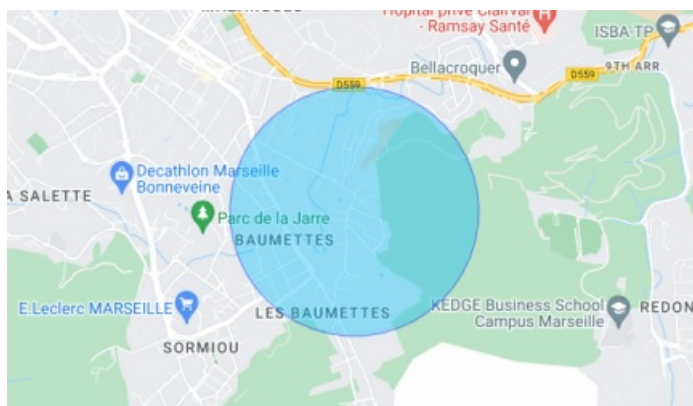 Hôpital privé Clairval
- Ramsay Santé
ISBA-TP
Bellacroquer
9TH ARR.
D559
D559
Decathlon Marseille
Bonneveine
A SALETTE
Parc de la Jarre
BAUMETTES
E.Leclerc MARSEILLE
LES BAUMETTES
KEDGE Business School
Campus Marseille
REDON
SORMIOU